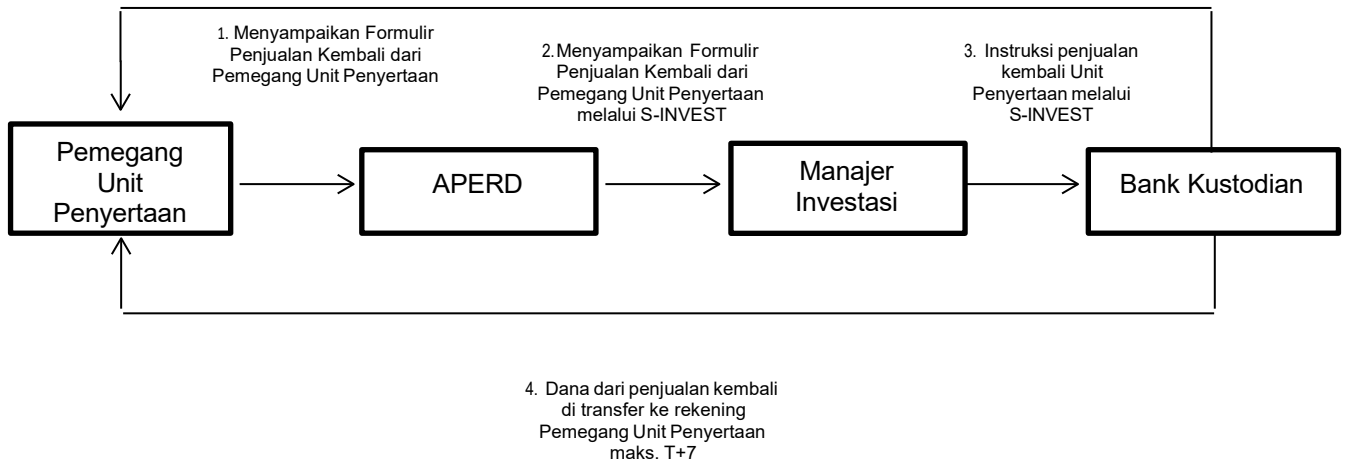 1. Menyampaikan Formulir
Penjualan Kembali dari
Pemegang Unit Penyertaan
2.Menyampaikan Formulir
Penjualan Kembali dari
Pemegang Unit Penyertaan
melalui S-INVEST
3. Instruksi penjualan
kembali Unit
Penyertaan melalui
S-INVEST
Pemegang
Unit
Penyertaan
APERD
Manajer
Investasi
Bank Kustodian
4. Dana dari penjualan kembali
di transfer ke rekening
Pemegang Unit Penyertaan
maks. T+7